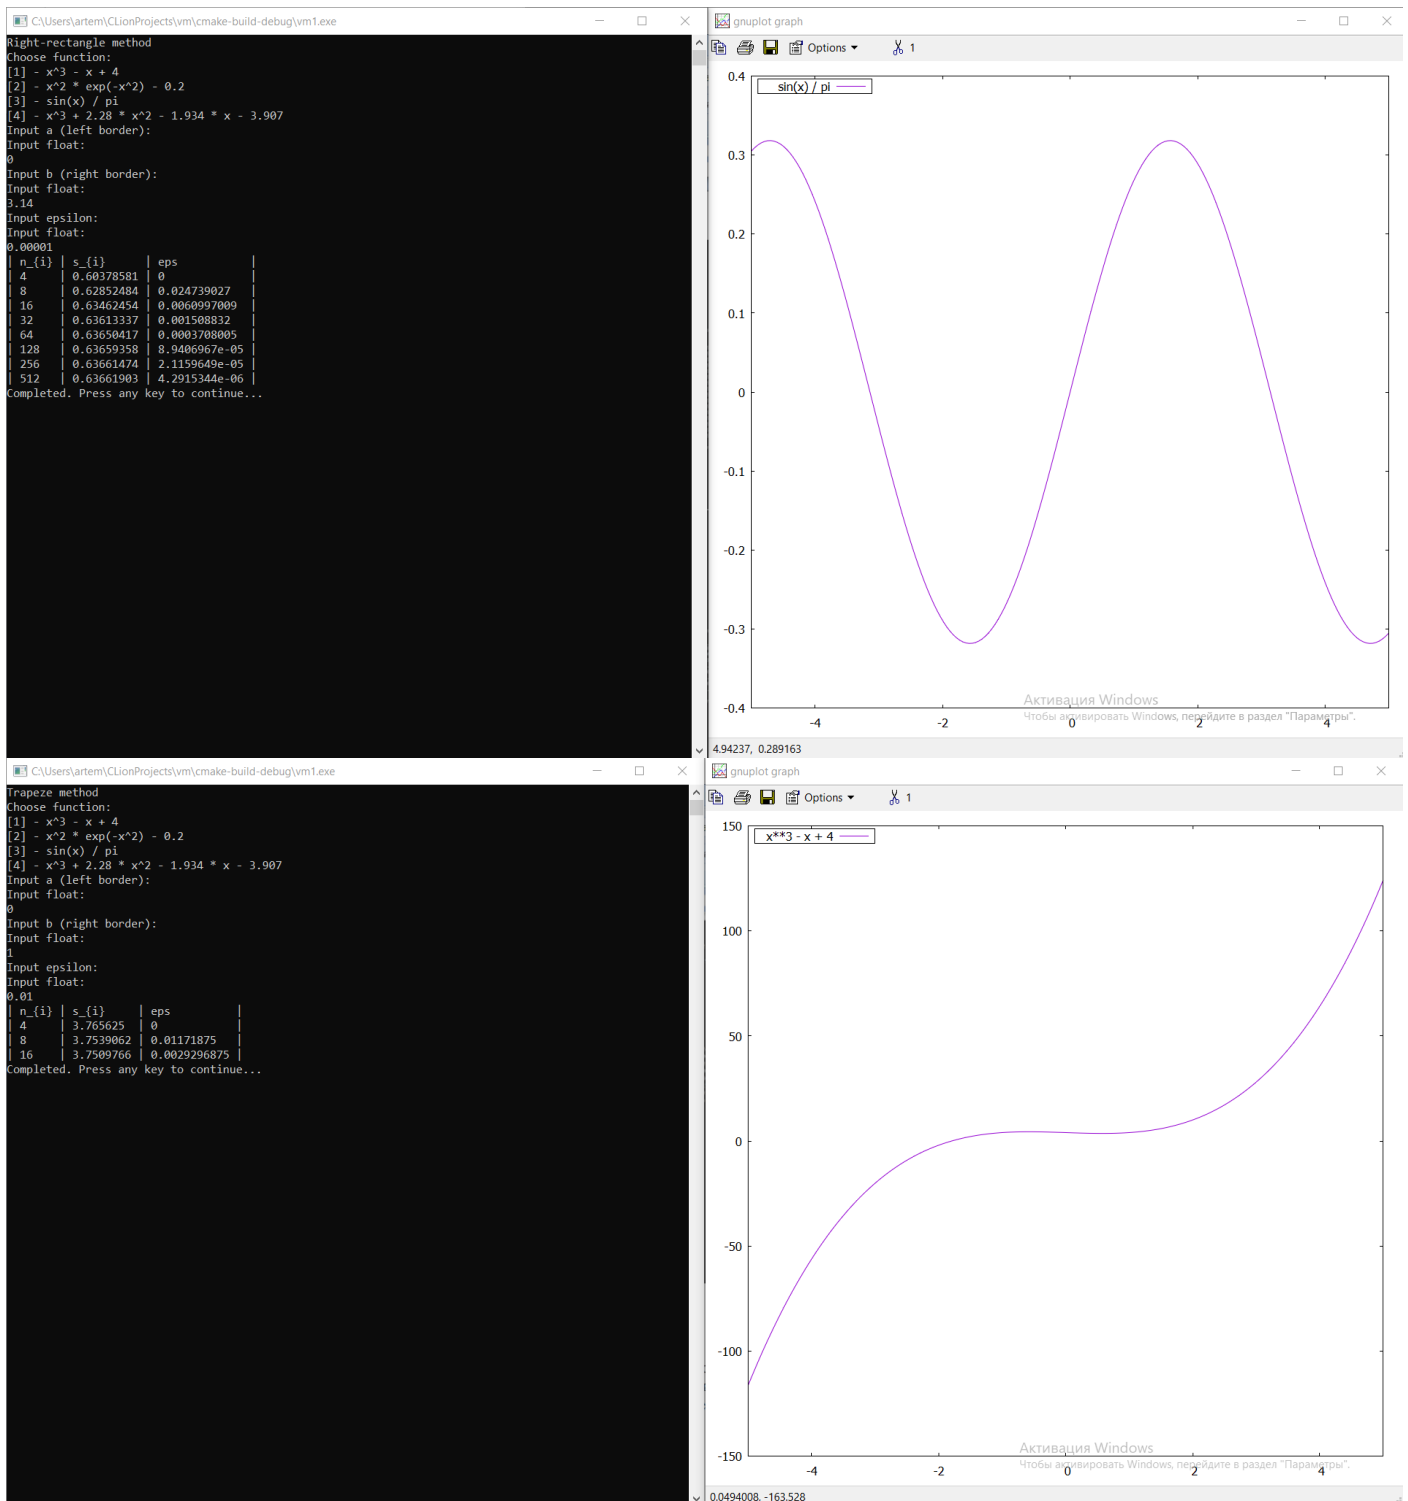 C:\Users\artem\CLionProjects\vm\cmake-build-debug\vm1.exe
Right-rectangle method
Choose function:
[1] - x^3 - x + 4
[2] - x^2 * exp(-x^2) - 0.2
[3] - sin(x) / pi
[4] - x^3 + 2.28 * x^2 - 1.934 * x - 3.907
Input a (left border):
Input float:
0
Input b (right border):
Input float:
3.14
Input epsilon:
Input float:
0.00001
| n_{i} | s_{i} | eps |
| 4 | 0.60378581 | 0 |
| 8 | 0.62852484 | 0.024739027 |
| 16 | 0.63462454 | 0.0060997009 |
| 32 | 0.63613337 | 0.001508832 |
| 64 | 0.63650417 | 0.0003708005 |
| 128 | 0.63659358 | 8.9406967e-05 |
| 256 | 0.63661474 | 2.1159649e-05 |
| 512 | 0.63661903 | 4.2915344e-06 |
Completed. Press any key to continue...
gnuplot graph
Options 1
sin(x) / pi
0.4
0.3
0.2
0.1
0
-0.1
-0.2
-0.3
-0.4
-4 -2 0 2 4
Активация Windows
Чтобы активировать Windows, перейдите в раздел "Параметры".
4.94237, 0.289163
C:\Users\artem\CLionProjects\vm\cmake-build-debug\vm1.exe
Trapeze method
Choose function:
[1] - x^3 - x + 4
[2] - x^2 * exp(-x^2) - 0.2
[3] - sin(x) / pi
[4] - x^3 + 2.28 * x^2 - 1.934 * x - 3.907
Input a (left border):
Input float:
0
Input b (right border):
Input float:
1
Input epsilon:
Input float:
0.01
| n_{i} | s_{i} | eps |
| 4 | 3.765625 | 0 |
| 8 | 3.7539062 | 0.01171875 |
| 16 | 3.7509766 | 0.0029296875 |
Completed. Press any key to continue...
gnuplot graph
Options 1
x**3 - x + 4
150
100
50
0
-50
-100
-150
-4 -2 0 2 4
Активация Windows
Чтобы активировать Windows, перейдите в раздел "Параметры".
0.0494008, -163.528